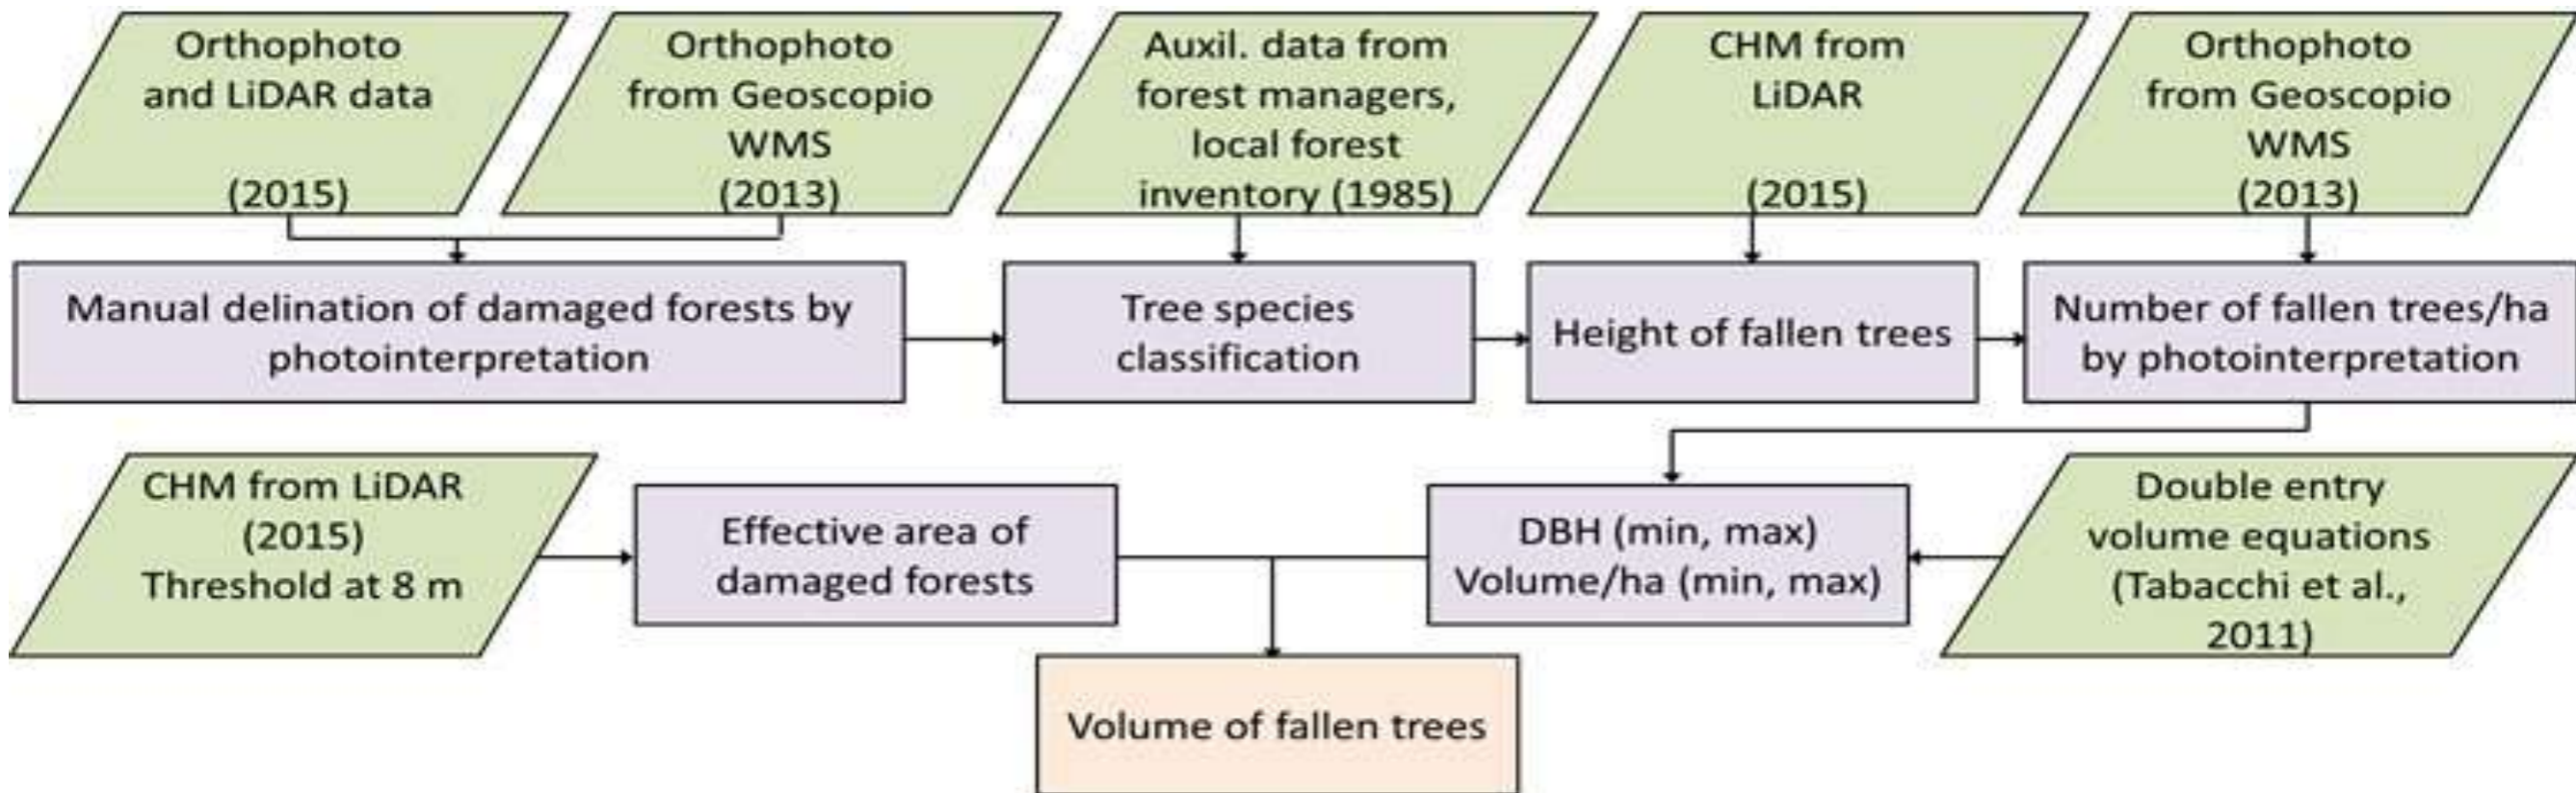 Orthophoto
and LiDAR data
(2015)
Orthophoto
from Geoscopio
WMS
(2013)
Auxil. data from
forest managers,
local forest
inventory (1985)
CHM from
LiDAR
(2015)
Orthophoto
from Geoscopio
WMS
(2013)
Manual delination of damaged forests by
photointerpretation
Tree species
classification
Height of fallen trees
Number of fallen trees/ha
by photointerpretation
CHM from LiDAR
(2015)
Threshold at 8 m
Effective area of
damaged forests
DBH (min, max)
Volume/ha (min, max)
Double entry
volume equations
(Tabacchi et al.,
2011)
Volume of fallen trees